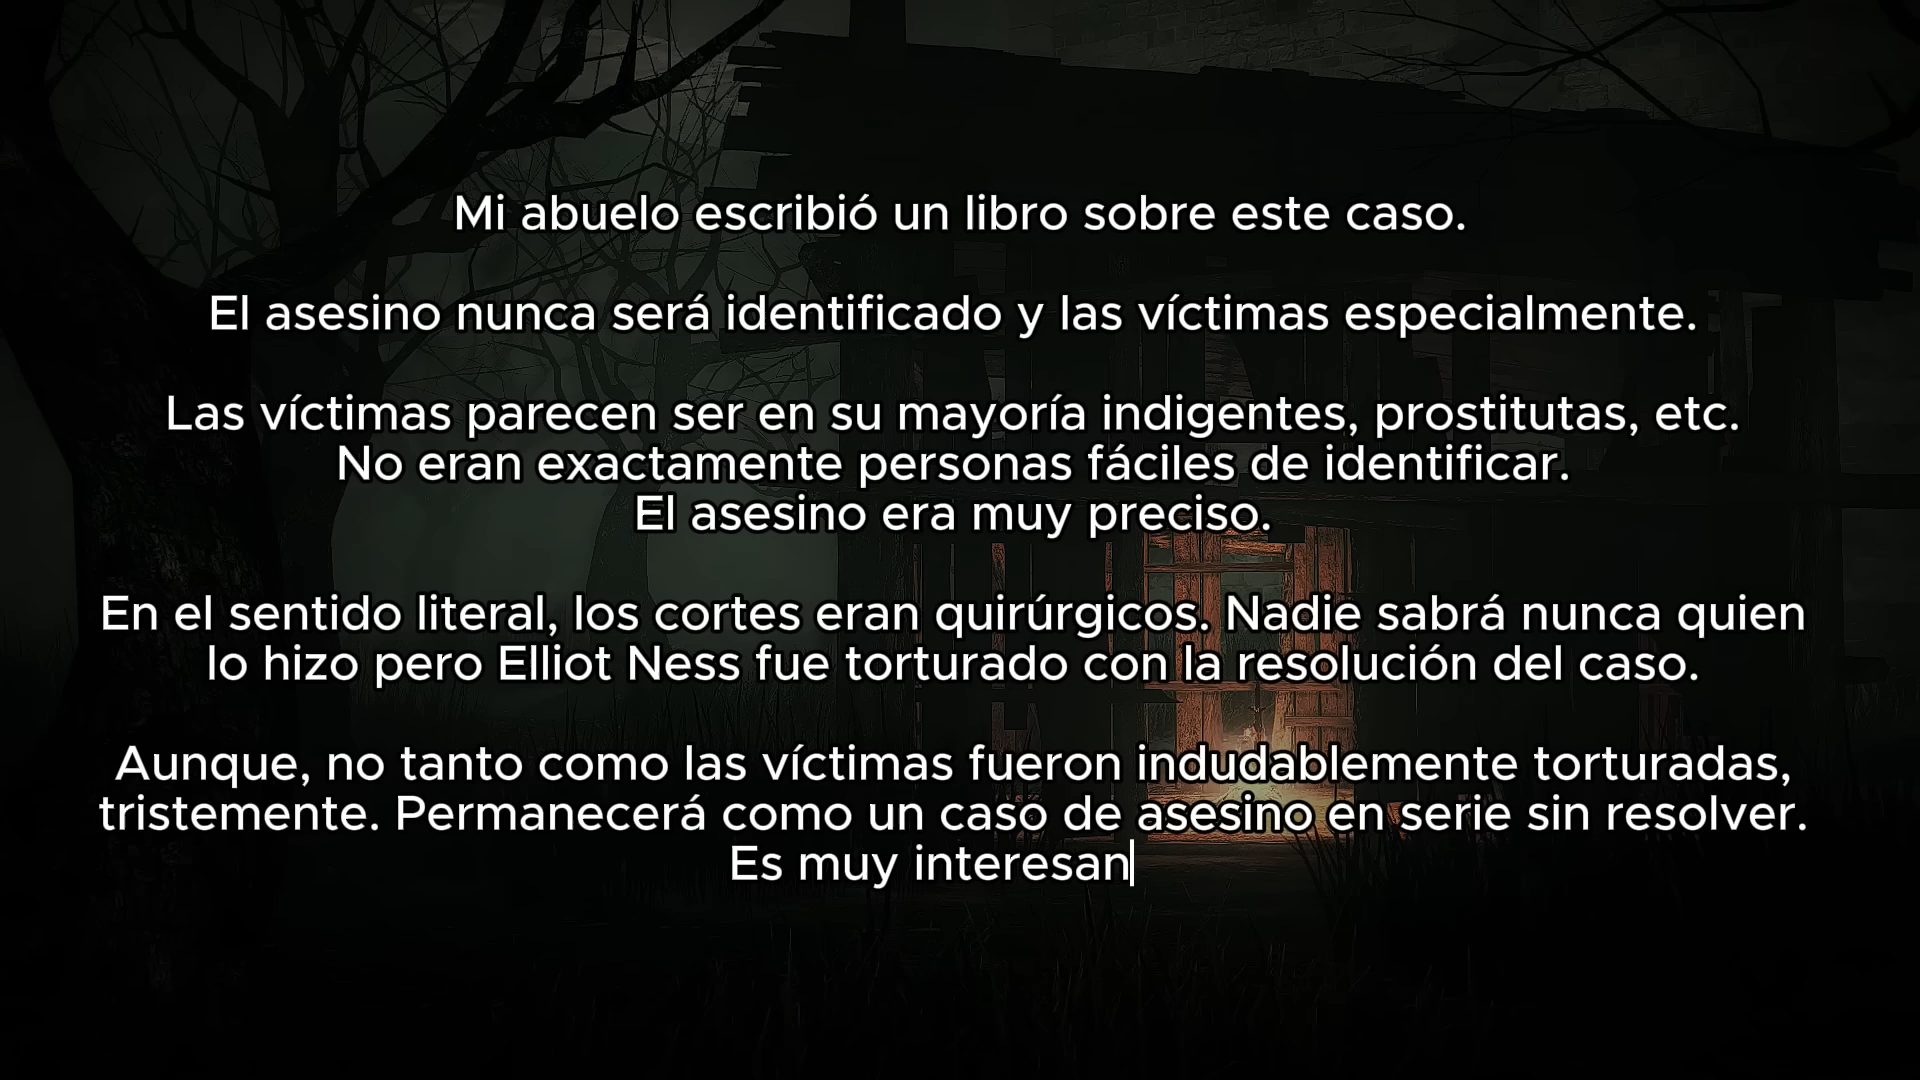 Mi abuelo escribió un libro sobre este caso.
El asesino nunca será identificado y las víctimas especialmente.
Las víctimas parecen ser en su mayoría indigentes, prostitutas, etc.
No eran exactamente personas fáciles de identificar.
El asesino era muy preciso.
En el sentido literal, los cortes eran quirúrgicos. Nadie sabrá nunca quien
lo hizo pero Elliot Ness fue torturado con la resolución del caso.
Aunque, no tanto como las víctimas fueron indudablemente torturadas,
tristemente. Permanecerá como un caso de asesino en serie sin resolver.
Es muy interesan